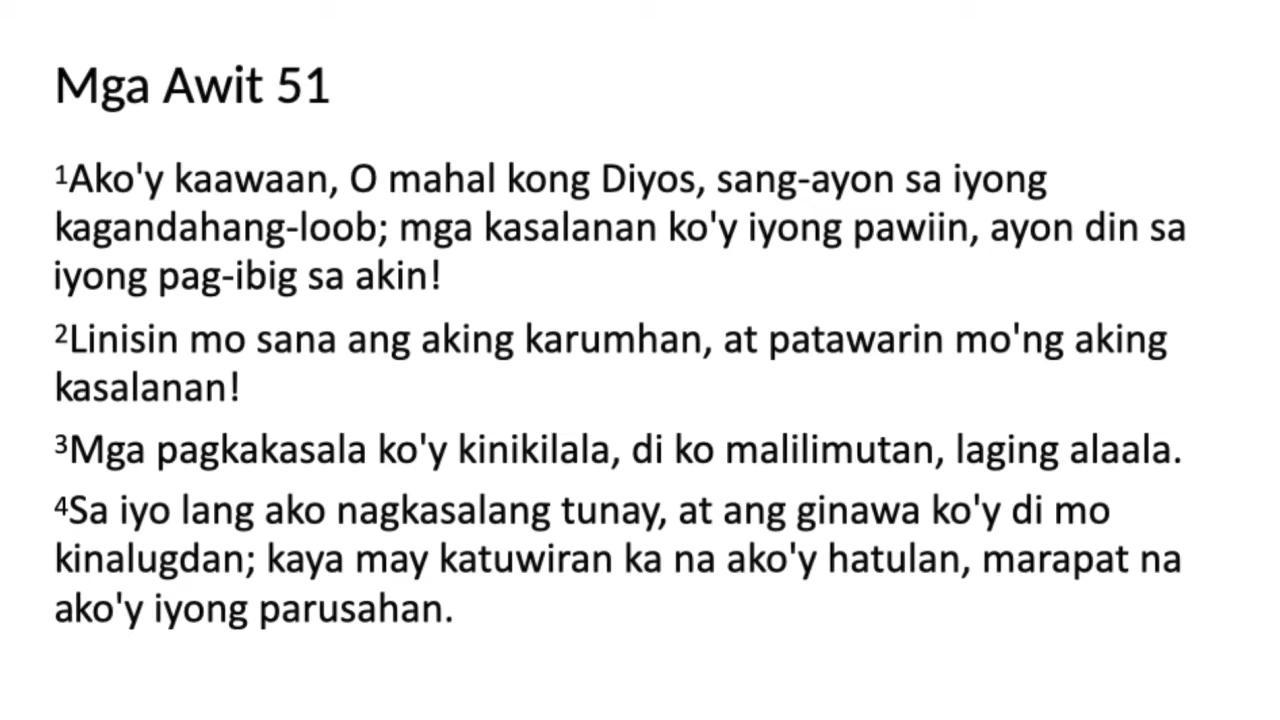 Mga Awit 51
¹Ako'y kaawaan, O mahal kong Diyos, sang-ayon sa iyong
kagandahang-loob; mga kasalanan ko'y iyong pawiin, ayon din sa
iyong pag-ibig sa akin!
²Linisin mo sana ang aking karumhan, at patawarin mo'ng aking
kasalanan!
³Mga pagkakasala ko'y kinikilala, di ko malilimutan, laging alaala.
⁴Sa iyo lang ako nagkasalang tunay, at ang ginawa ko'y di mo
kinalugdan; kaya may katuwiran ka na ako'y hatulan, marapat na
ako'y iyong parusahan.